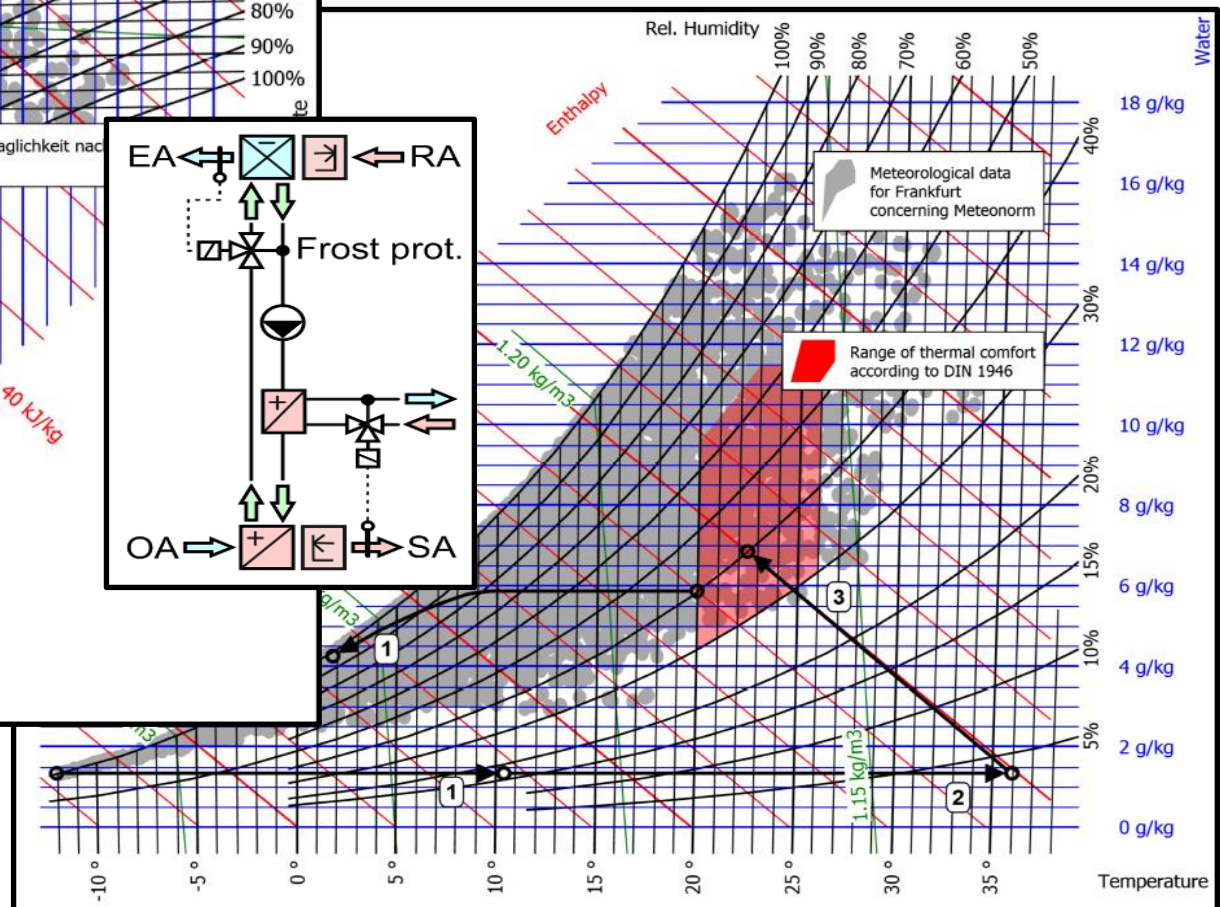 80%
90%
100%
te
aglichkeit nach
40 kJ/kg
EA
RA
Frost prot.
OA
SA
Rel. Humidity
100%
90%
80%
70%
60%
50%
Water
Enthalpy
40%
30%
20%
15%
10%
5%
18 g/kg
16 g/kg
14 g/kg
12 g/kg
10 g/kg
8 g/kg
6 g/kg
4 g/kg
2 g/kg
0 g/kg
Meteorological data
for Frankfurt
concerning Meteonorm
Range of thermal comfort
according to DIN 1946
1.20 kg/m3
g/m3
m3
1.15 kg/m3
1
1
2
3
-10 °
-5 °
0
5 °
10 °
15 °
20 °
25 °
30 °
35 °
Temperature